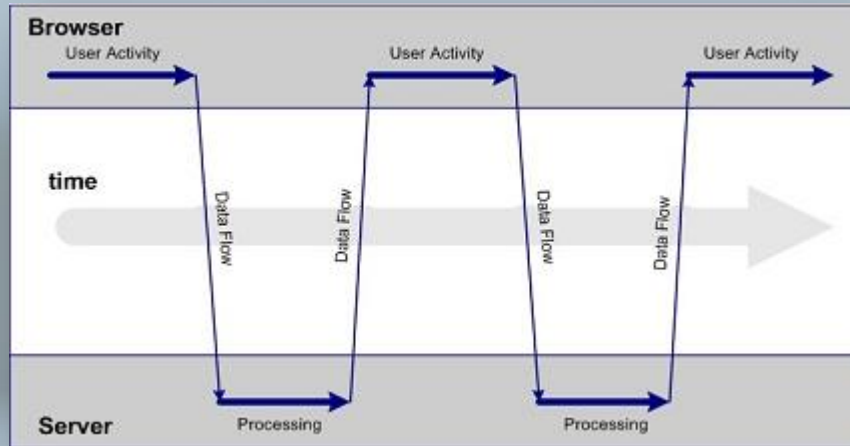 Browser
User Activity
User Activity
User Activity
time
Data Flow
Data Flow
Data Flow
Data Flow
Processing
Processing
Server